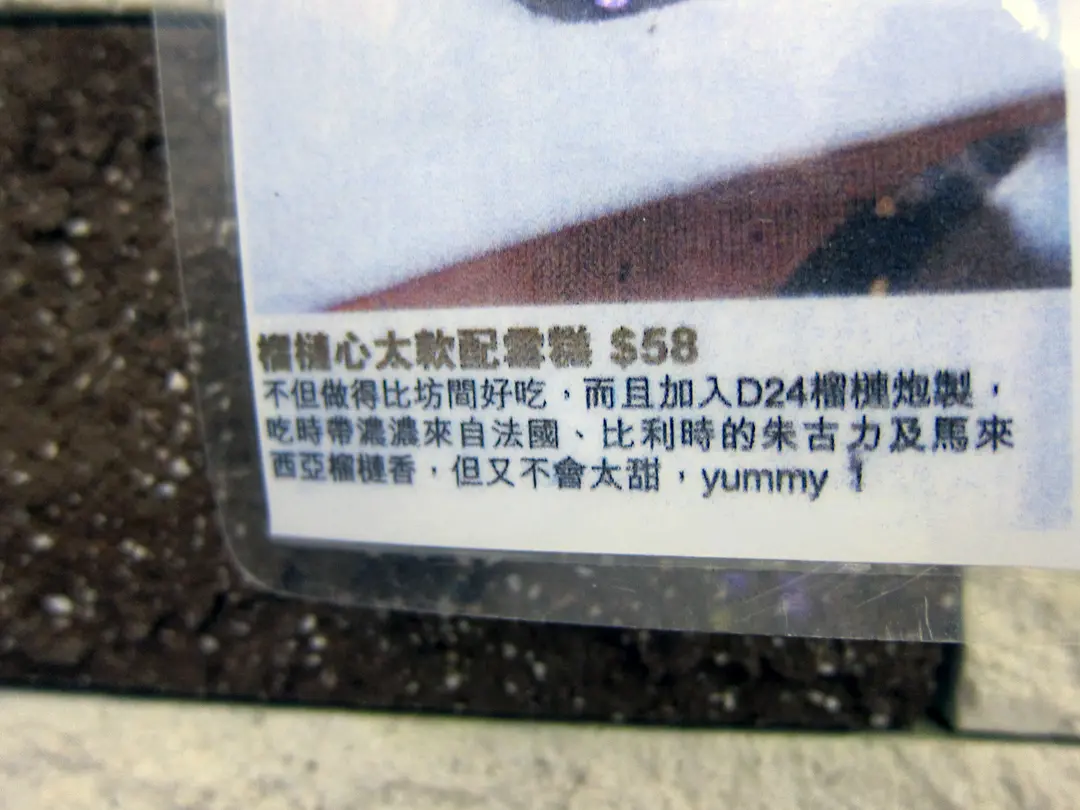 榴槤心太軟配雪糕 $58
不但做得比坊間好吃，而且加入D24榴槤炮製，
吃時帶濃濃來自法國、比利時的朱古力及馬來
西亞榴槤香，但又不會太甜，yummy！